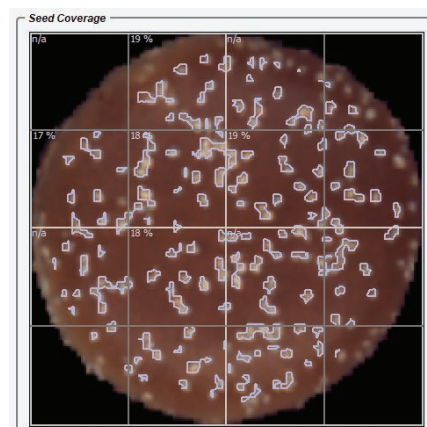 Seed Coverage
n/a 19 % n/a
17 % 18 % 19 %
n/a 18 % n/a